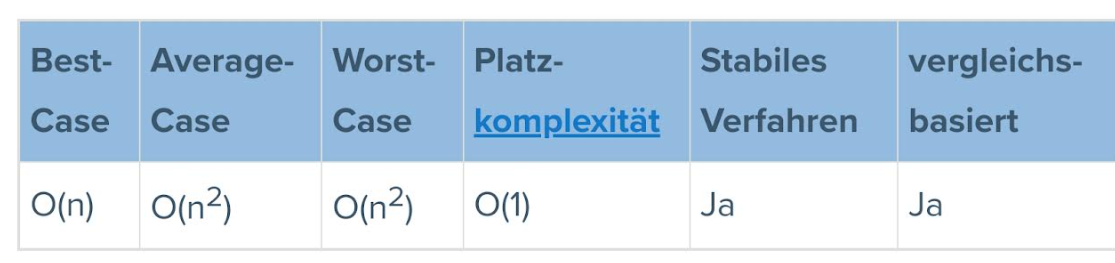 Best- Average- Worst- Platz- Stabiles vergleichs-
Case Case Case komplexität Verfahren basiert
O(n) O(n²) O(n²) O(1) Ja Ja